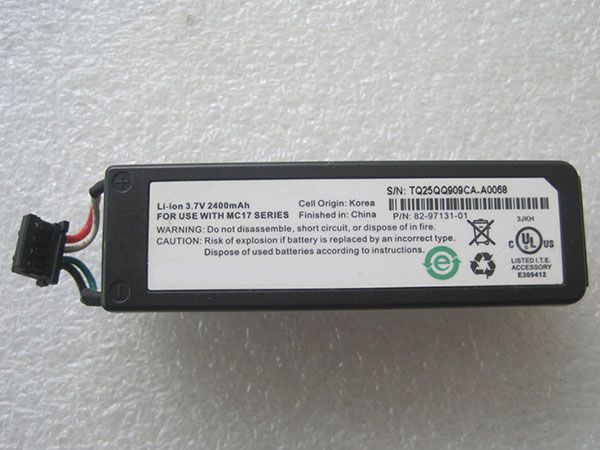 S/N: TQ25QQ909CA-A0068
Li-ion 3.7V 2400mAh Cell Origin: Korea
FOR USE WITH MC17 SERIES Finished in: China P/N: 82-97131-01
WARNING: Do not disassemble, short circuit, or dispose of in fire.
CAUTION: Risk of explosion if battery is replaced by an incorrect type.
Dispose of used batteries according to instructions.
3JKH
c UL us
LISTED I.T.E.
ACCESSORY
E309412
e